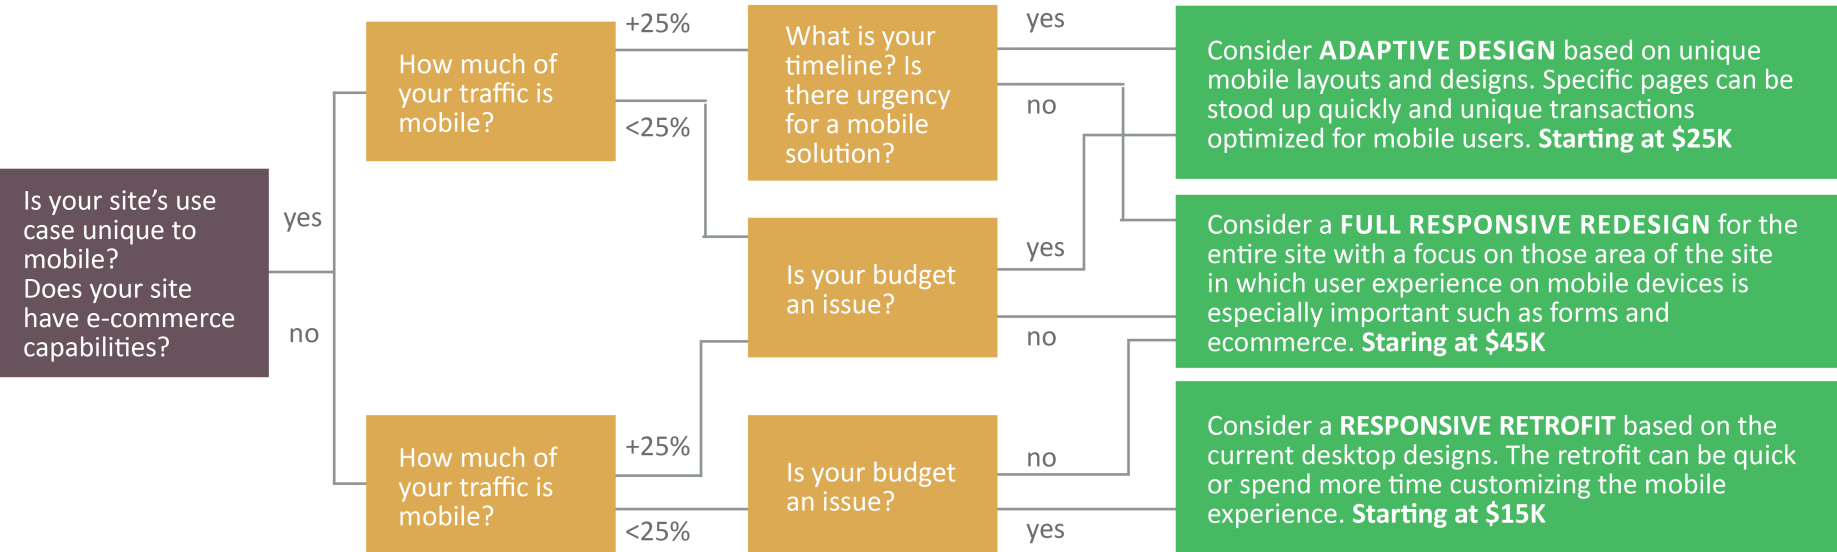 Is your site's use
case unique to
mobile?
Does your site
have e-commerce
capabilities?
yes
no
How much of
your traffic is
mobile?
+25%
<25%
How much of
your traffic is
mobile?
+25%
<25%
What is your
timeline? Is
there urgency
for a mobile
solution?
yes
no
Is your budget
an issue?
yes
no
Is your budget
an issue?
no
yes
Consider ADAPTIVE DESIGN based on unique
mobile layouts and designs. Specific pages can be
stood up quickly and unique transactions
optimized for mobile users. Starting at $25K
Consider a FULL RESPONSIVE REDESIGN for the
entire site with a focus on those area of the site
in which user experience on mobile devices is
especially important such as forms and
ecommerce. Staring at $45K
Consider a RESPONSIVE RETROFIT based on the
current desktop designs. The retrofit can be quick
or spend more time customizing the mobile
experience. Starting at $15K